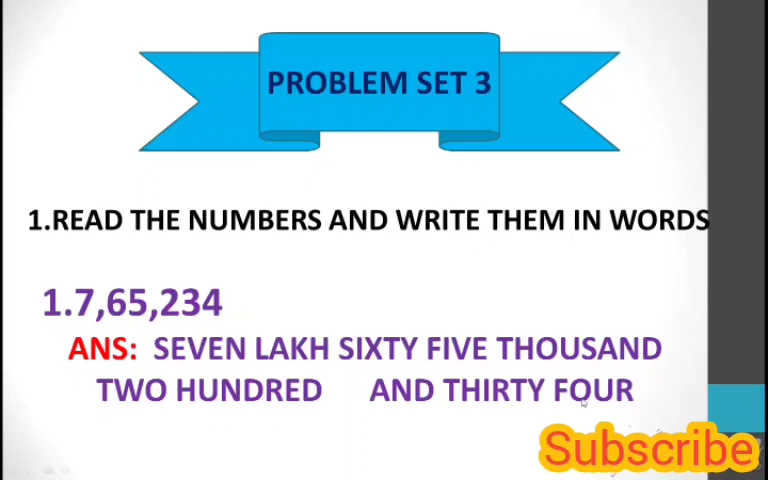 PROBLEM SET 3
1.READ THE NUMBERS AND WRITE THEM IN WORDS
1.7,65,234
ANS: SEVEN LAKH SIXTY FIVE THOUSAND
TWO HUNDRED AND THIRTY FOUR
Subscribe